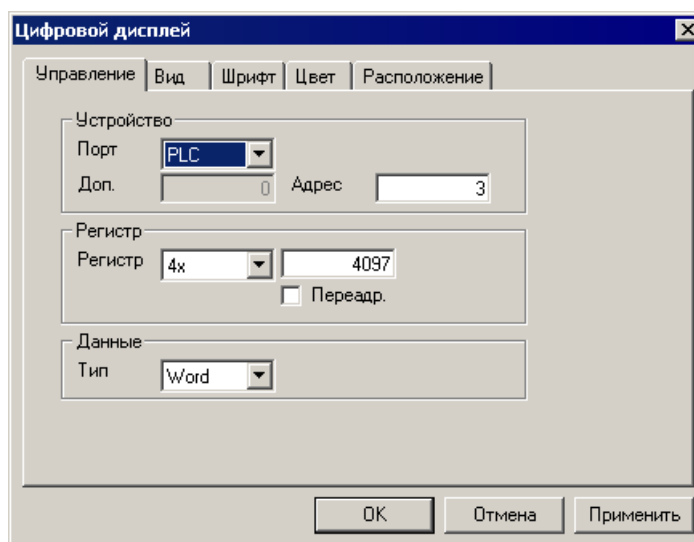 Цифровой дисплей
Управление Вид Шрифт Цвет Расположение
Устройство
Порт PLC
Доп. 0 Адрес 3
Регистр
Регистр 4x 4097
Переадр.
Данные
Тип Word
OK Отмена Применить